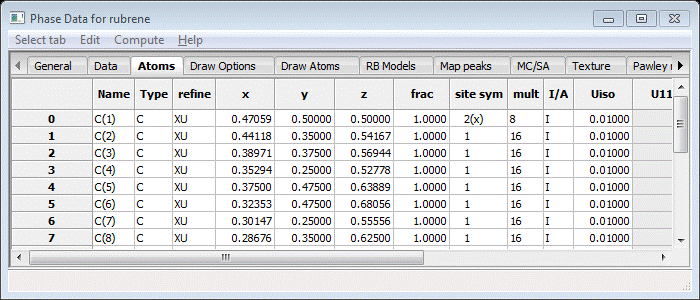 Phase Data for rubrene
Select tab Edit Compute Help
General Data Atoms Draw Options Draw Atoms RB Models Map peaks MC/SA Texture Pawley r
Name Type refine x y z frac site sym mult I/A Uiso U11
0 C(1) C XU 0.47059 0.50000 0.50000 1.0000 2(x) 8 I 0.01000
1 C(2) C XU 0.44118 0.35000 0.54167 1.0000 1 16 I 0.01000
2 C(3) C XU 0.38971 0.37500 0.56944 1.0000 1 16 I 0.01000
3 C(4) C XU 0.35294 0.25000 0.52778 1.0000 1 16 I 0.01000
4 C(5) C XU 0.37500 0.47500 0.63889 1.0000 1 16 I 0.01000
5 C(6) C XU 0.32353 0.47500 0.68056 1.0000 1 16 I 0.01000
6 C(7) C XU 0.30147 0.25000 0.55556 1.0000 1 16 I 0.01000
7 C(8) C XU 0.28676 0.35000 0.62500 1.0000 1 16 I 0.01000